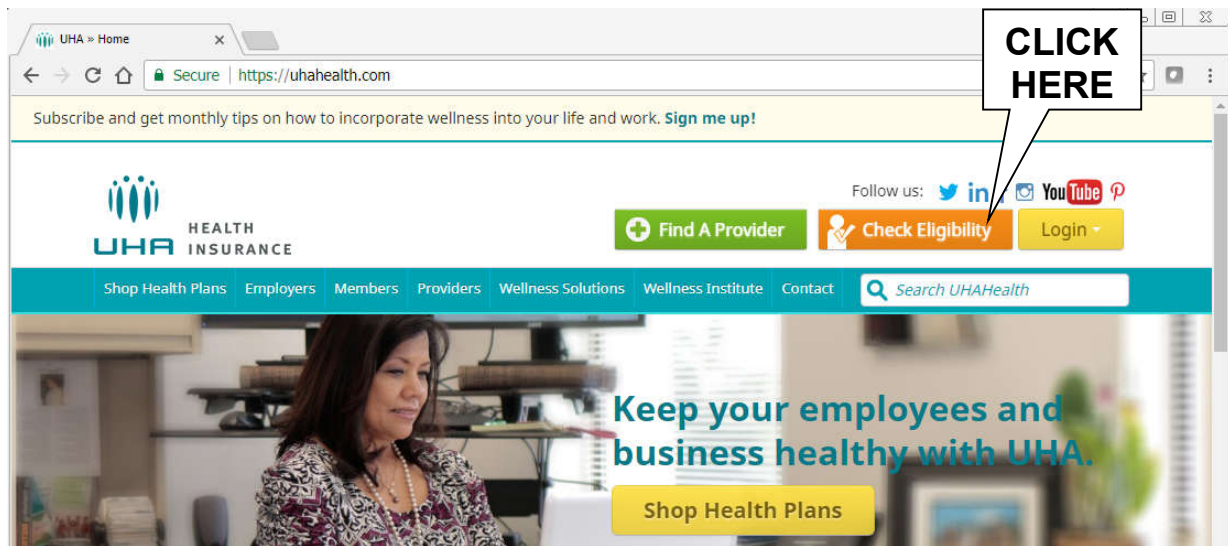 UHA » Home
CLICK
HERE
Secure | https://uhahealth.com
Subscribe and get monthly tips on how to incorporate wellness into your life and work. Sign me up!
Follow us: in YouTube
HEALTH
UHA INSURANCE
Find A Provider Check Eligibility Login
Shop Health Plans Employers Members Providers Wellness Solutions Wellness Institute Contact Search UHAHealth
Keep your employees and
business healthy with UHA.
Shop Health Plans